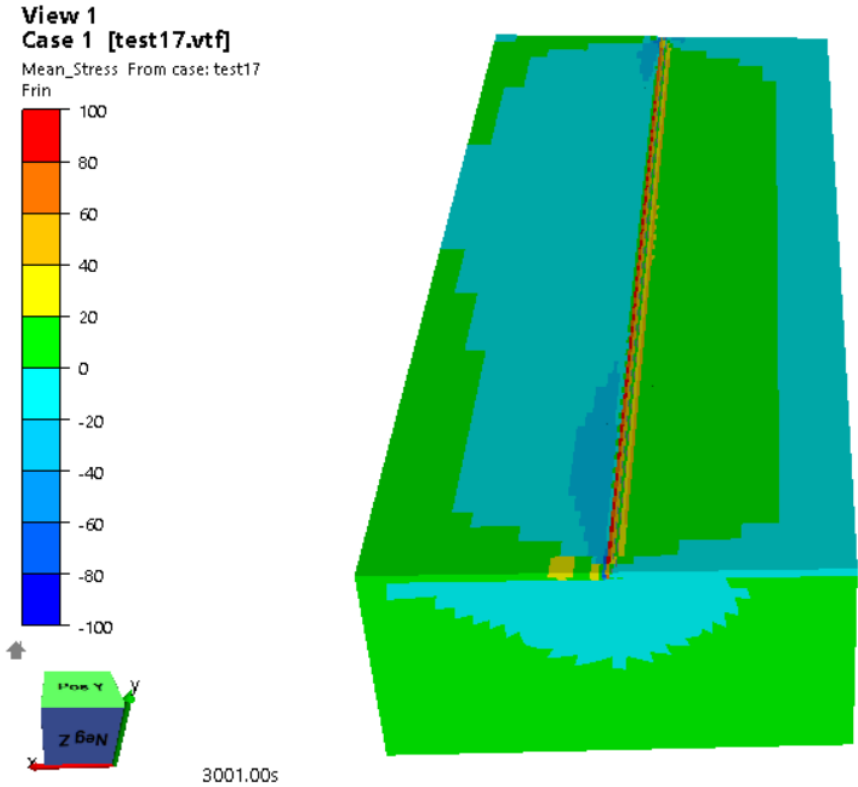 View 1
Case 1 [test17.vtf]
Mean_Stress From case: test17
Frin
100
80
60
40
20
0
-20
-40
-60
-80
-100
Pos Y
y
Neg Z
x
3001.00s